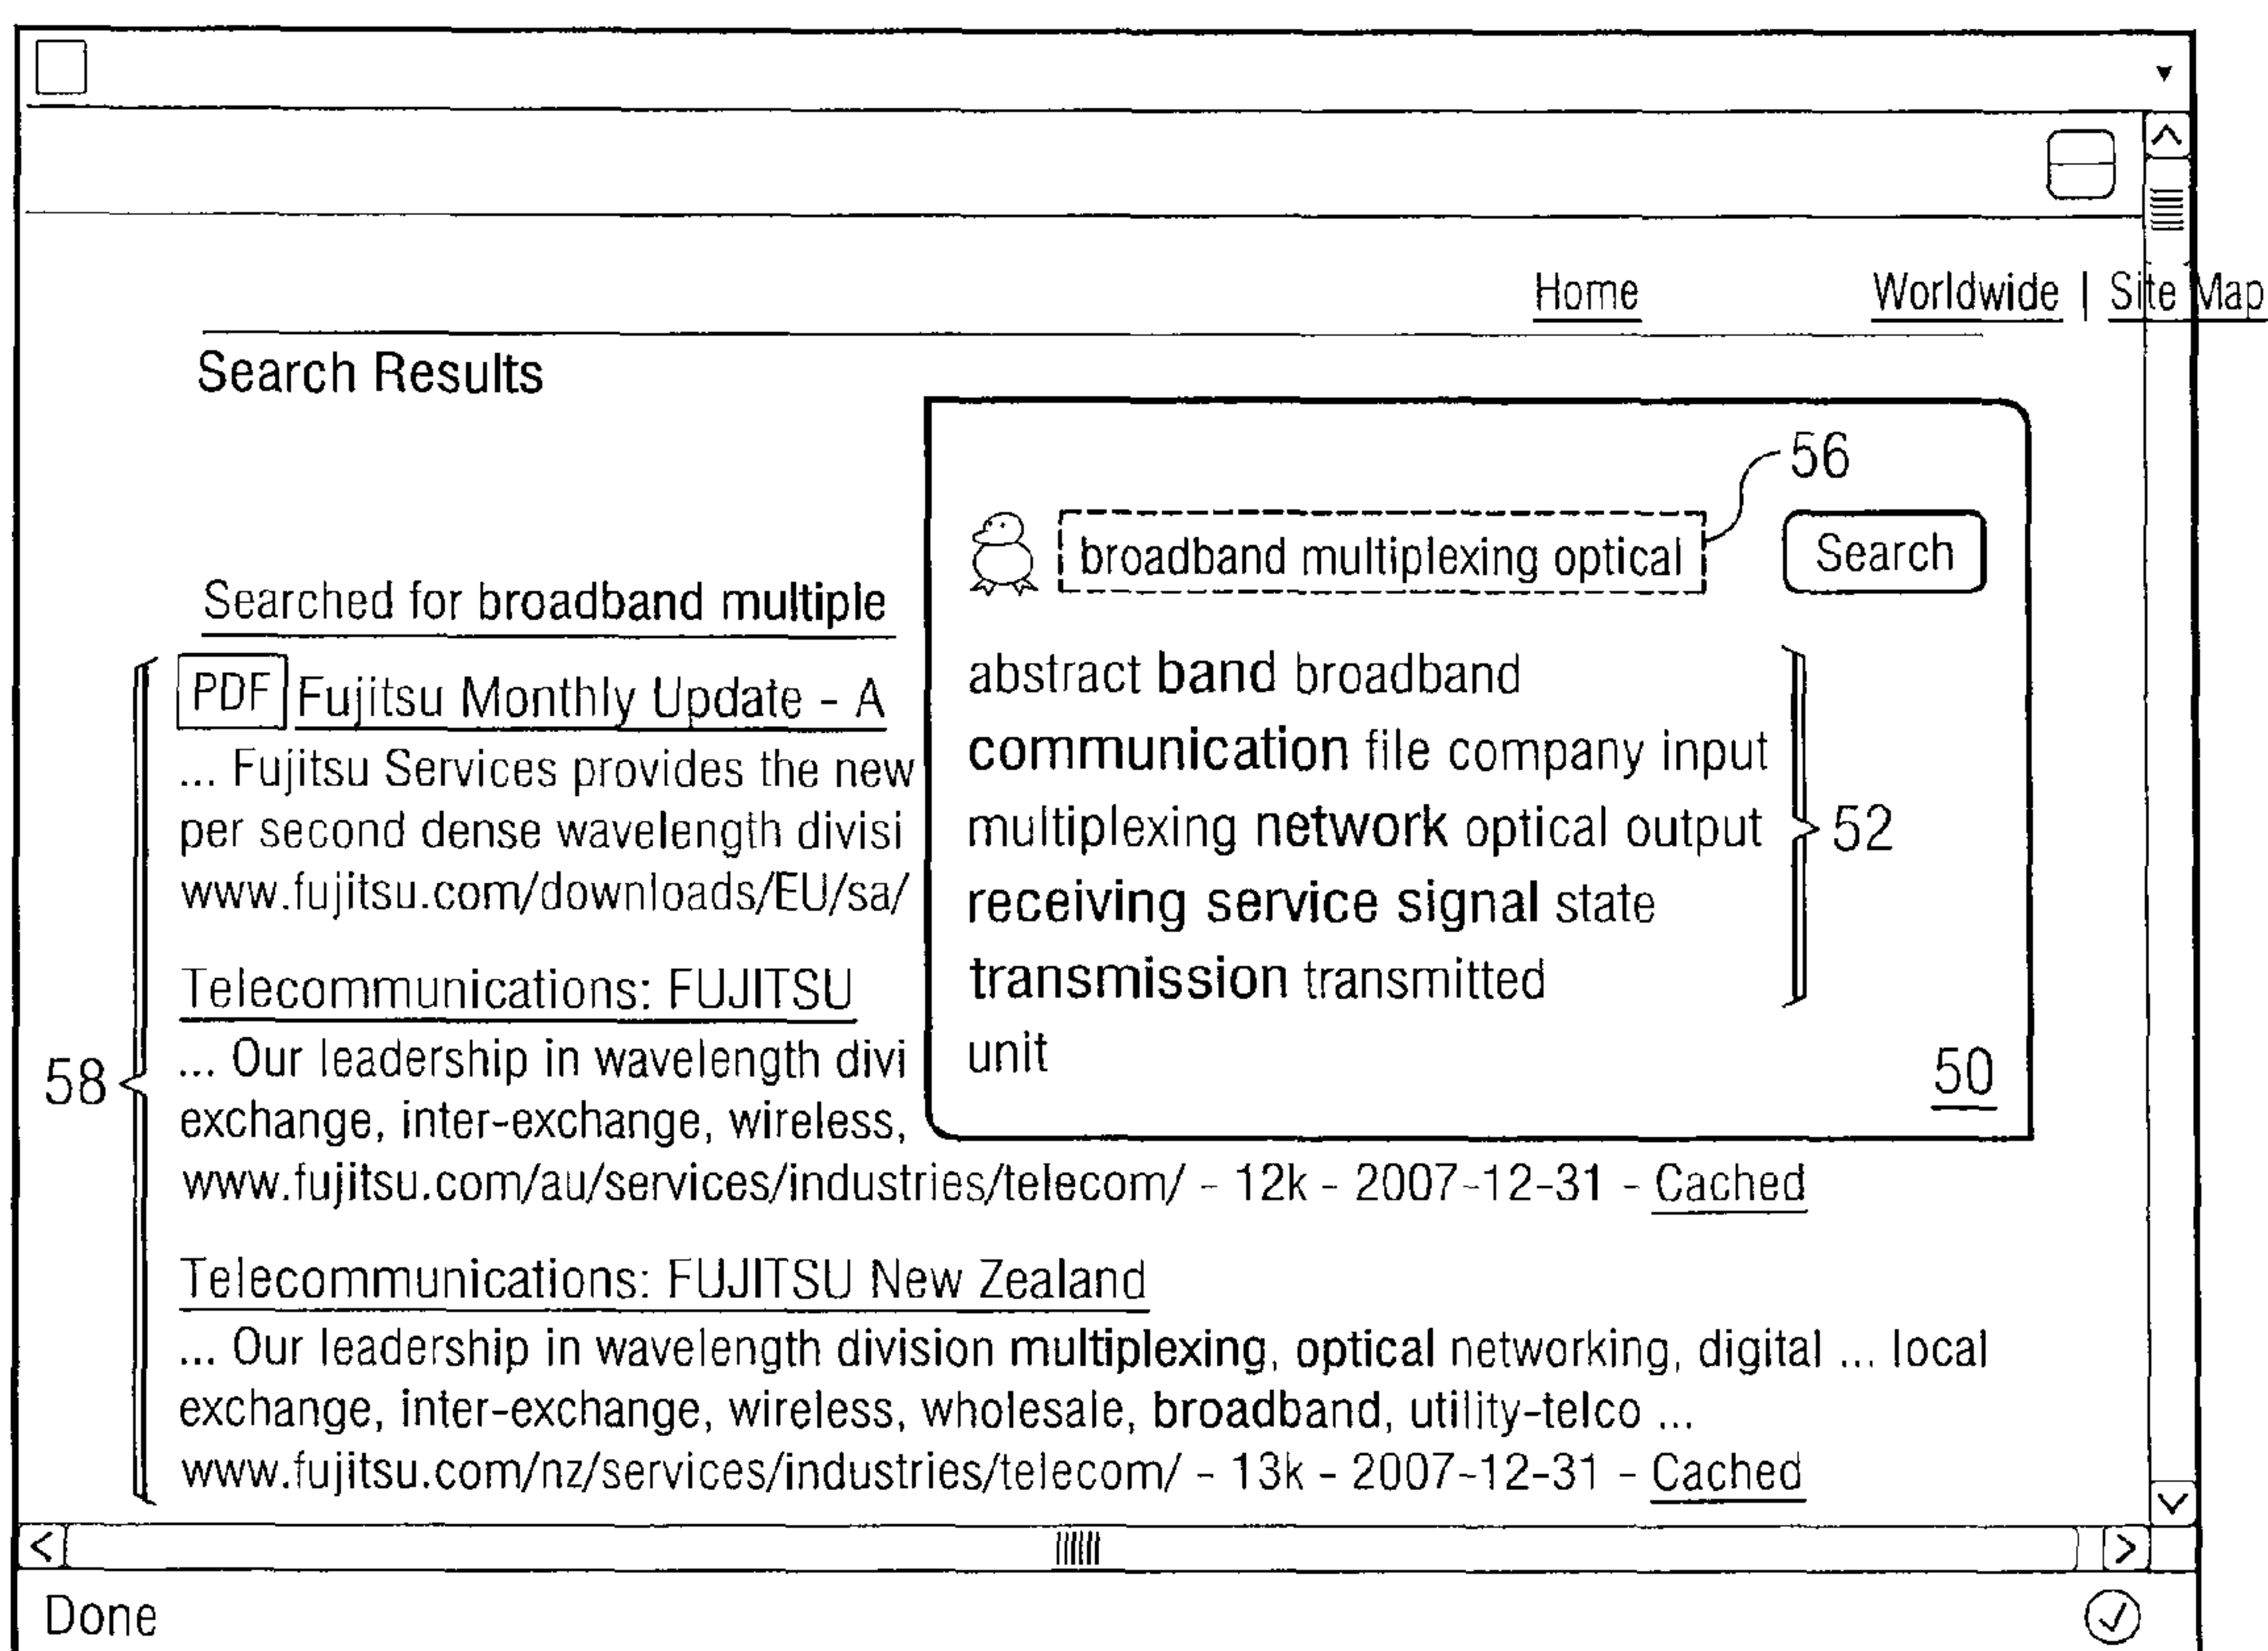 Home Worldwide | Site Map
Search Results
56
broadband multiplexing optical Search
Searched for broadband multiple
PDF Fujitsu Monthly Update - A
... Fujitsu Services provides the new
per second dense wavelength divisi
www.fujitsu.com/downloads/EU/sa/
Telecommunications: FUJITSU
... Our leadership in wavelength divi
exchange, inter-exchange, wireless,
www.fujitsu.com/au/services/industries/telecom/ - 12k - 2007-12-31 - Cached
abstract band broadband
communication file company input
multiplexing network optical output
receiving service signal state
transmission transmitted
unit
52
50
58
Telecommunications: FUJITSU New Zealand
... Our leadership in wavelength division multiplexing, optical networking, digital ... local
exchange, inter-exchange, wireless, wholesale, broadband, utility-telco ...
www.fujitsu.com/nz/services/industries/telecom/ - 13k - 2007-12-31 - Cached
Done